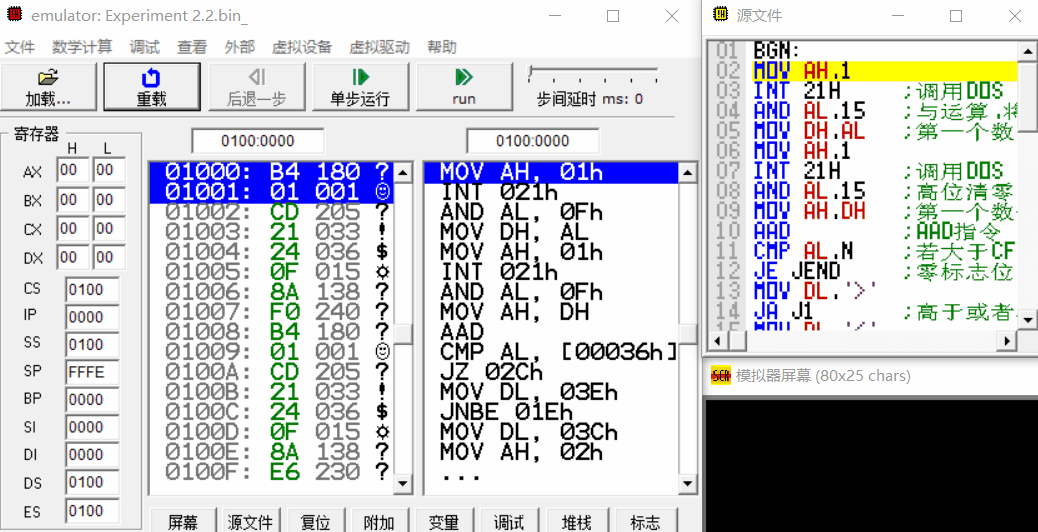 emulator: Experiment 2.2.bin_
文件 数学计算 调试 查看 外部 虚拟设备 虚拟驱动 帮助
加载... 重载 后退一步 单步运行 run 步间延时 ms: 0
寄存器
H L
AX 00 00
BX 00 00
CX 00 00
DX 00 00
CS 0100
IP 0000
SS 0100
SP FFFE
BP 0000
SI 0000
DI 0000
DS 0100
ES 0100
0100:0000
01000: B4 180 ?
01001: 01 001 ☺
01002: CD 205 ?
01003: 21 033 !
01004: 24 036 $
01005: 0F 015 ☼
01006: 8A 138 ?
01007: F0 240 ?
01008: B4 180 ?
01009: 01 001 ☺
0100A: CD 205 ?
0100B: 21 033 !
0100C: 24 036 $
0100D: 0F 015 ☼
0100E: 8A 138 ?
0100F: E6 230 ?
0100:0000
MOV AH, 01h
INT 021h
AND AL, 0Fh
MOV DH, AL
MOV AH, 01h
INT 021h
AND AL, 0Fh
MOV AH, DH
AAD
CMP AL, [00036h]
JZ 02Ch
MOV DL, 03Eh
JNBE 01Eh
MOV DL, 03Ch
MOV AH, 02h
...
屏幕 源文件 复位 附加 变量 调试 堆栈 标志
源文件
01 BGN:
02 MOV AH,1
03 INT 21H ;调用DOS
04 AND AL,15 ;与运算,将
05 MOV DH,AL ;第一个数
06 MOV AH,1
07 INT 21H ;调用DOS
08 AND AL,15 ;高位清零
09 MOV AH,DH ;第一个数
10 AAD ;AAD指令
11 CMP AL,N ;若大于CF
12 JE JEND ;零标志位
13 MOV DL,'>'
14 JA J1 ;高于或者
15 MOV DL,'<'
模拟器屏幕 (80x25 chars)